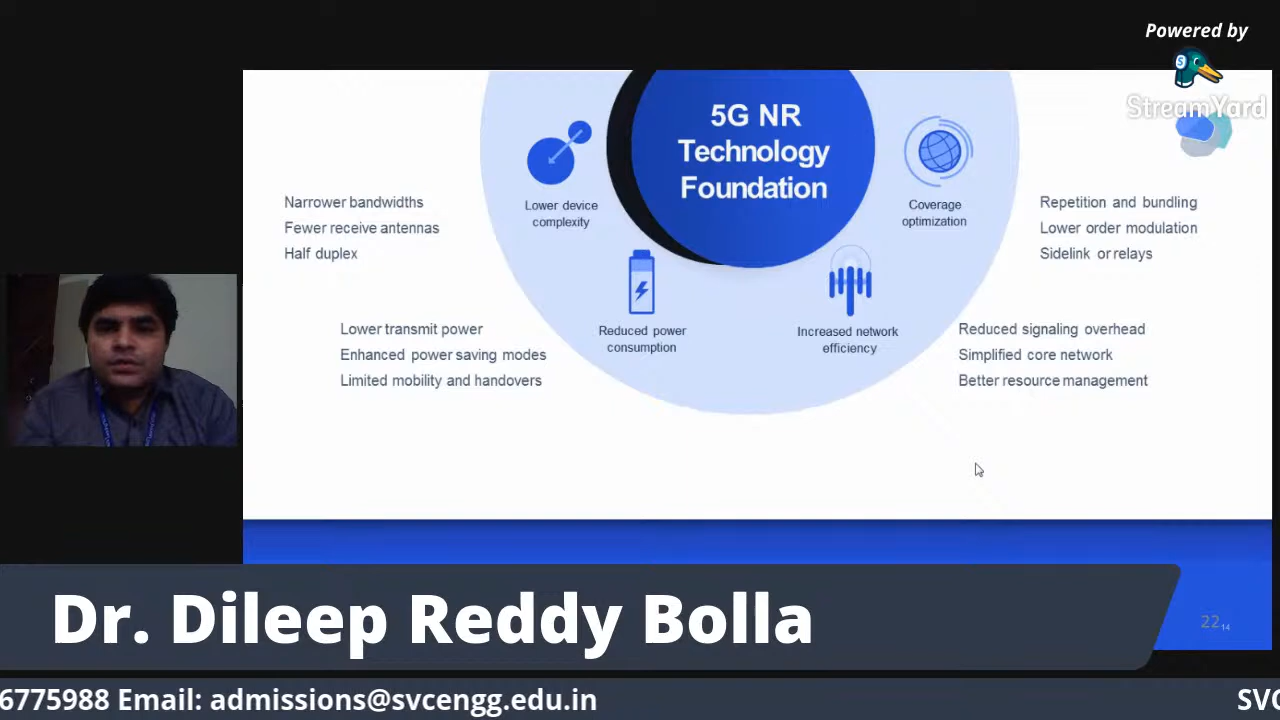 Powered by
StreamYard
5G NR
Technology
Foundation
Lower device
complexity
Coverage
optimization
Narrower bandwidths
Fewer receive antennas
Half duplex
Repetition and bundling
Lower order modulation
Sidelink or relays
Reduced power
consumption
Increased network
efficiency
Lower transmit power
Enhanced power saving modes
Limited mobility and handovers
Reduced signaling overhead
Simplified core network
Better resource management
Dr. Dileep Reddy Bolla
22
14
6775988 Email: admissions@svcengg.edu.in
SVC